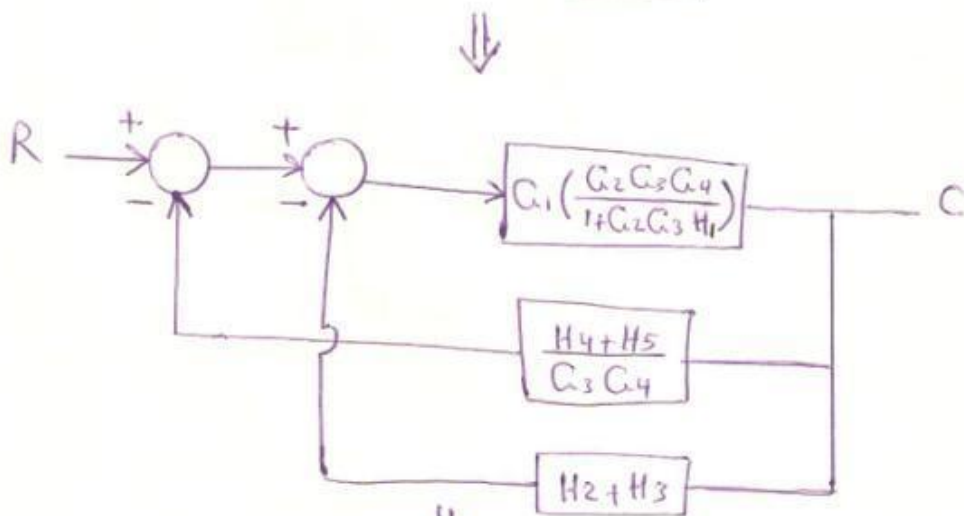 ⇓
R + − + − G₁(G₂G₃G₄ / 1+G₂G₃H₁) C
H4+H5 / G₃G₄
H2+H3